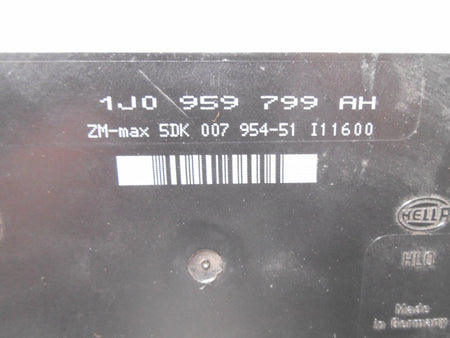 1J0 959 799 AH
ZM-max 5DK 007 954-51 I11600
HELLA
HLO
Made
in Germany